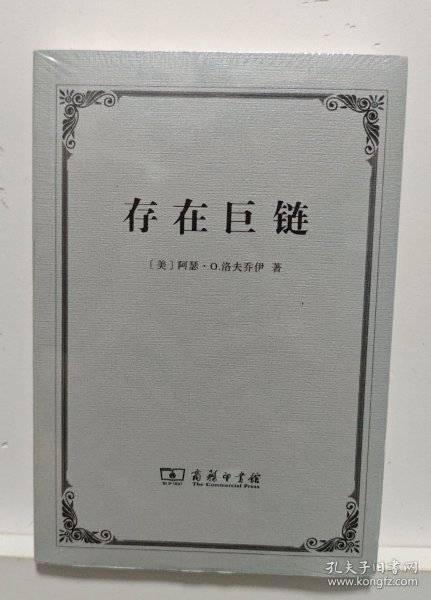 存在巨链
〔美〕阿瑟·O.洛夫乔伊 著
商务印书馆
The Commercial Press
孔夫子旧书网
www.kongfz.com